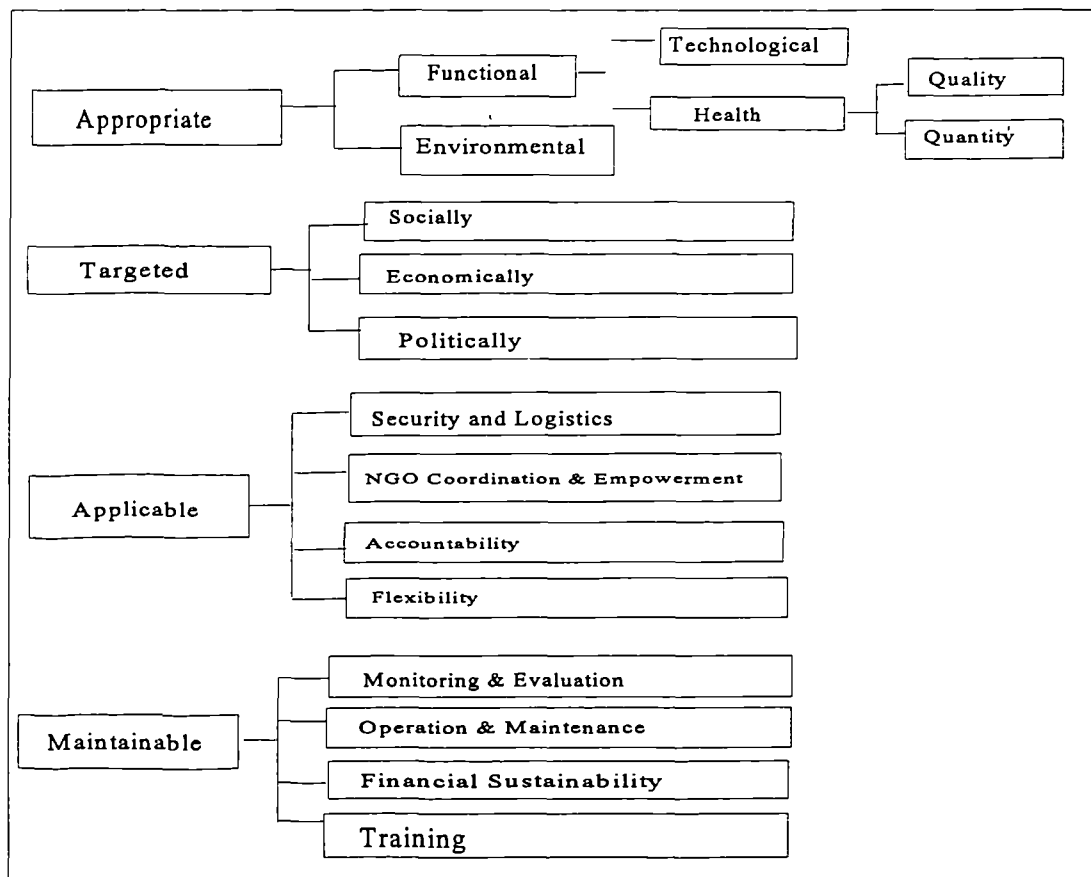 Appropriate
Functional
Environmental
Technological
Health
Quality
Quantity
Targeted
Socially
Economically
Politically
Applicable
Security and Logistics
NGO Coordination & Empowerment
Accountability
Flexibility
Maintainable
Monitoring & Evaluation
Operation & Maintenance
Financial Sustainability
Training